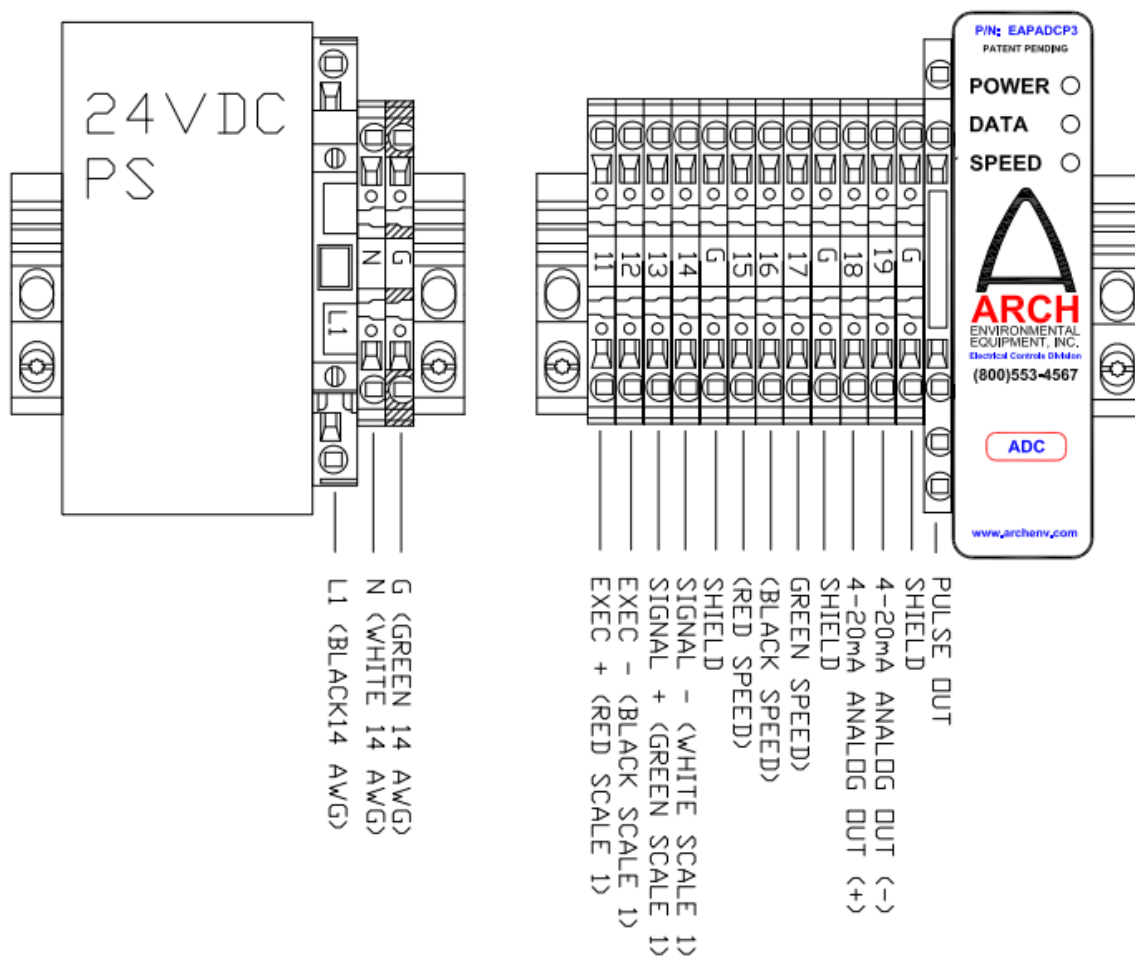 24VDC
PS
L1
N
G
11
12
13
14
G
15
16
17
G
18
19
G
P/N: EAPADCP3
PATENT PENDING
POWER
DATA
SPEED
ARCH
ENVIRONMENTAL
EQUIPMENT, INC.
Electrical Controls Division
(800)553-4567
ADC
www.archenv.com
G (GREEN 14 AWG)
N (WHITE 14 AWG)
L1 (BLACK14 AWG)
PULSE OUT
SHIELD
4-20mA ANALOG OUT (-)
4-20mA ANALOG OUT (+)
SHIELD
GREEN SPEED)
(BLACK SPEED)
(RED SPEED)
SHIELD
SIGNAL - (WHITE SCALE 1)
SIGNAL + (GREEN SCALE 1)
EXEC - (BLACK SCALE 1)
EXEC + (RED SCALE 1)